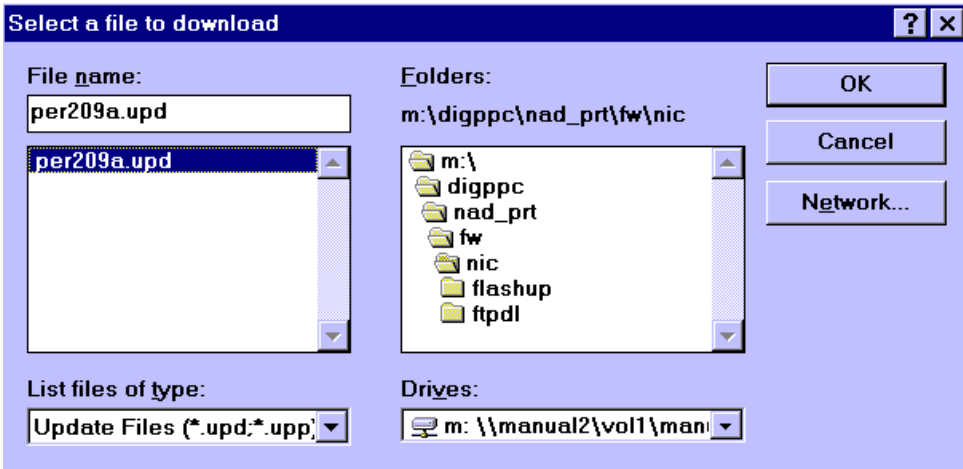 Select a file to download
File name:
per209a.upd
per209a.upd
List files of type:
Update Files (*.upd;*.upp)
Folders:
m:\digppc\nad_prt\fw\nic
m:\
digppc
nad_prt
fw
nic
flashup
ftpdl
Drives:
m: \\manual2\vol1\man
OK
Cancel
Network...